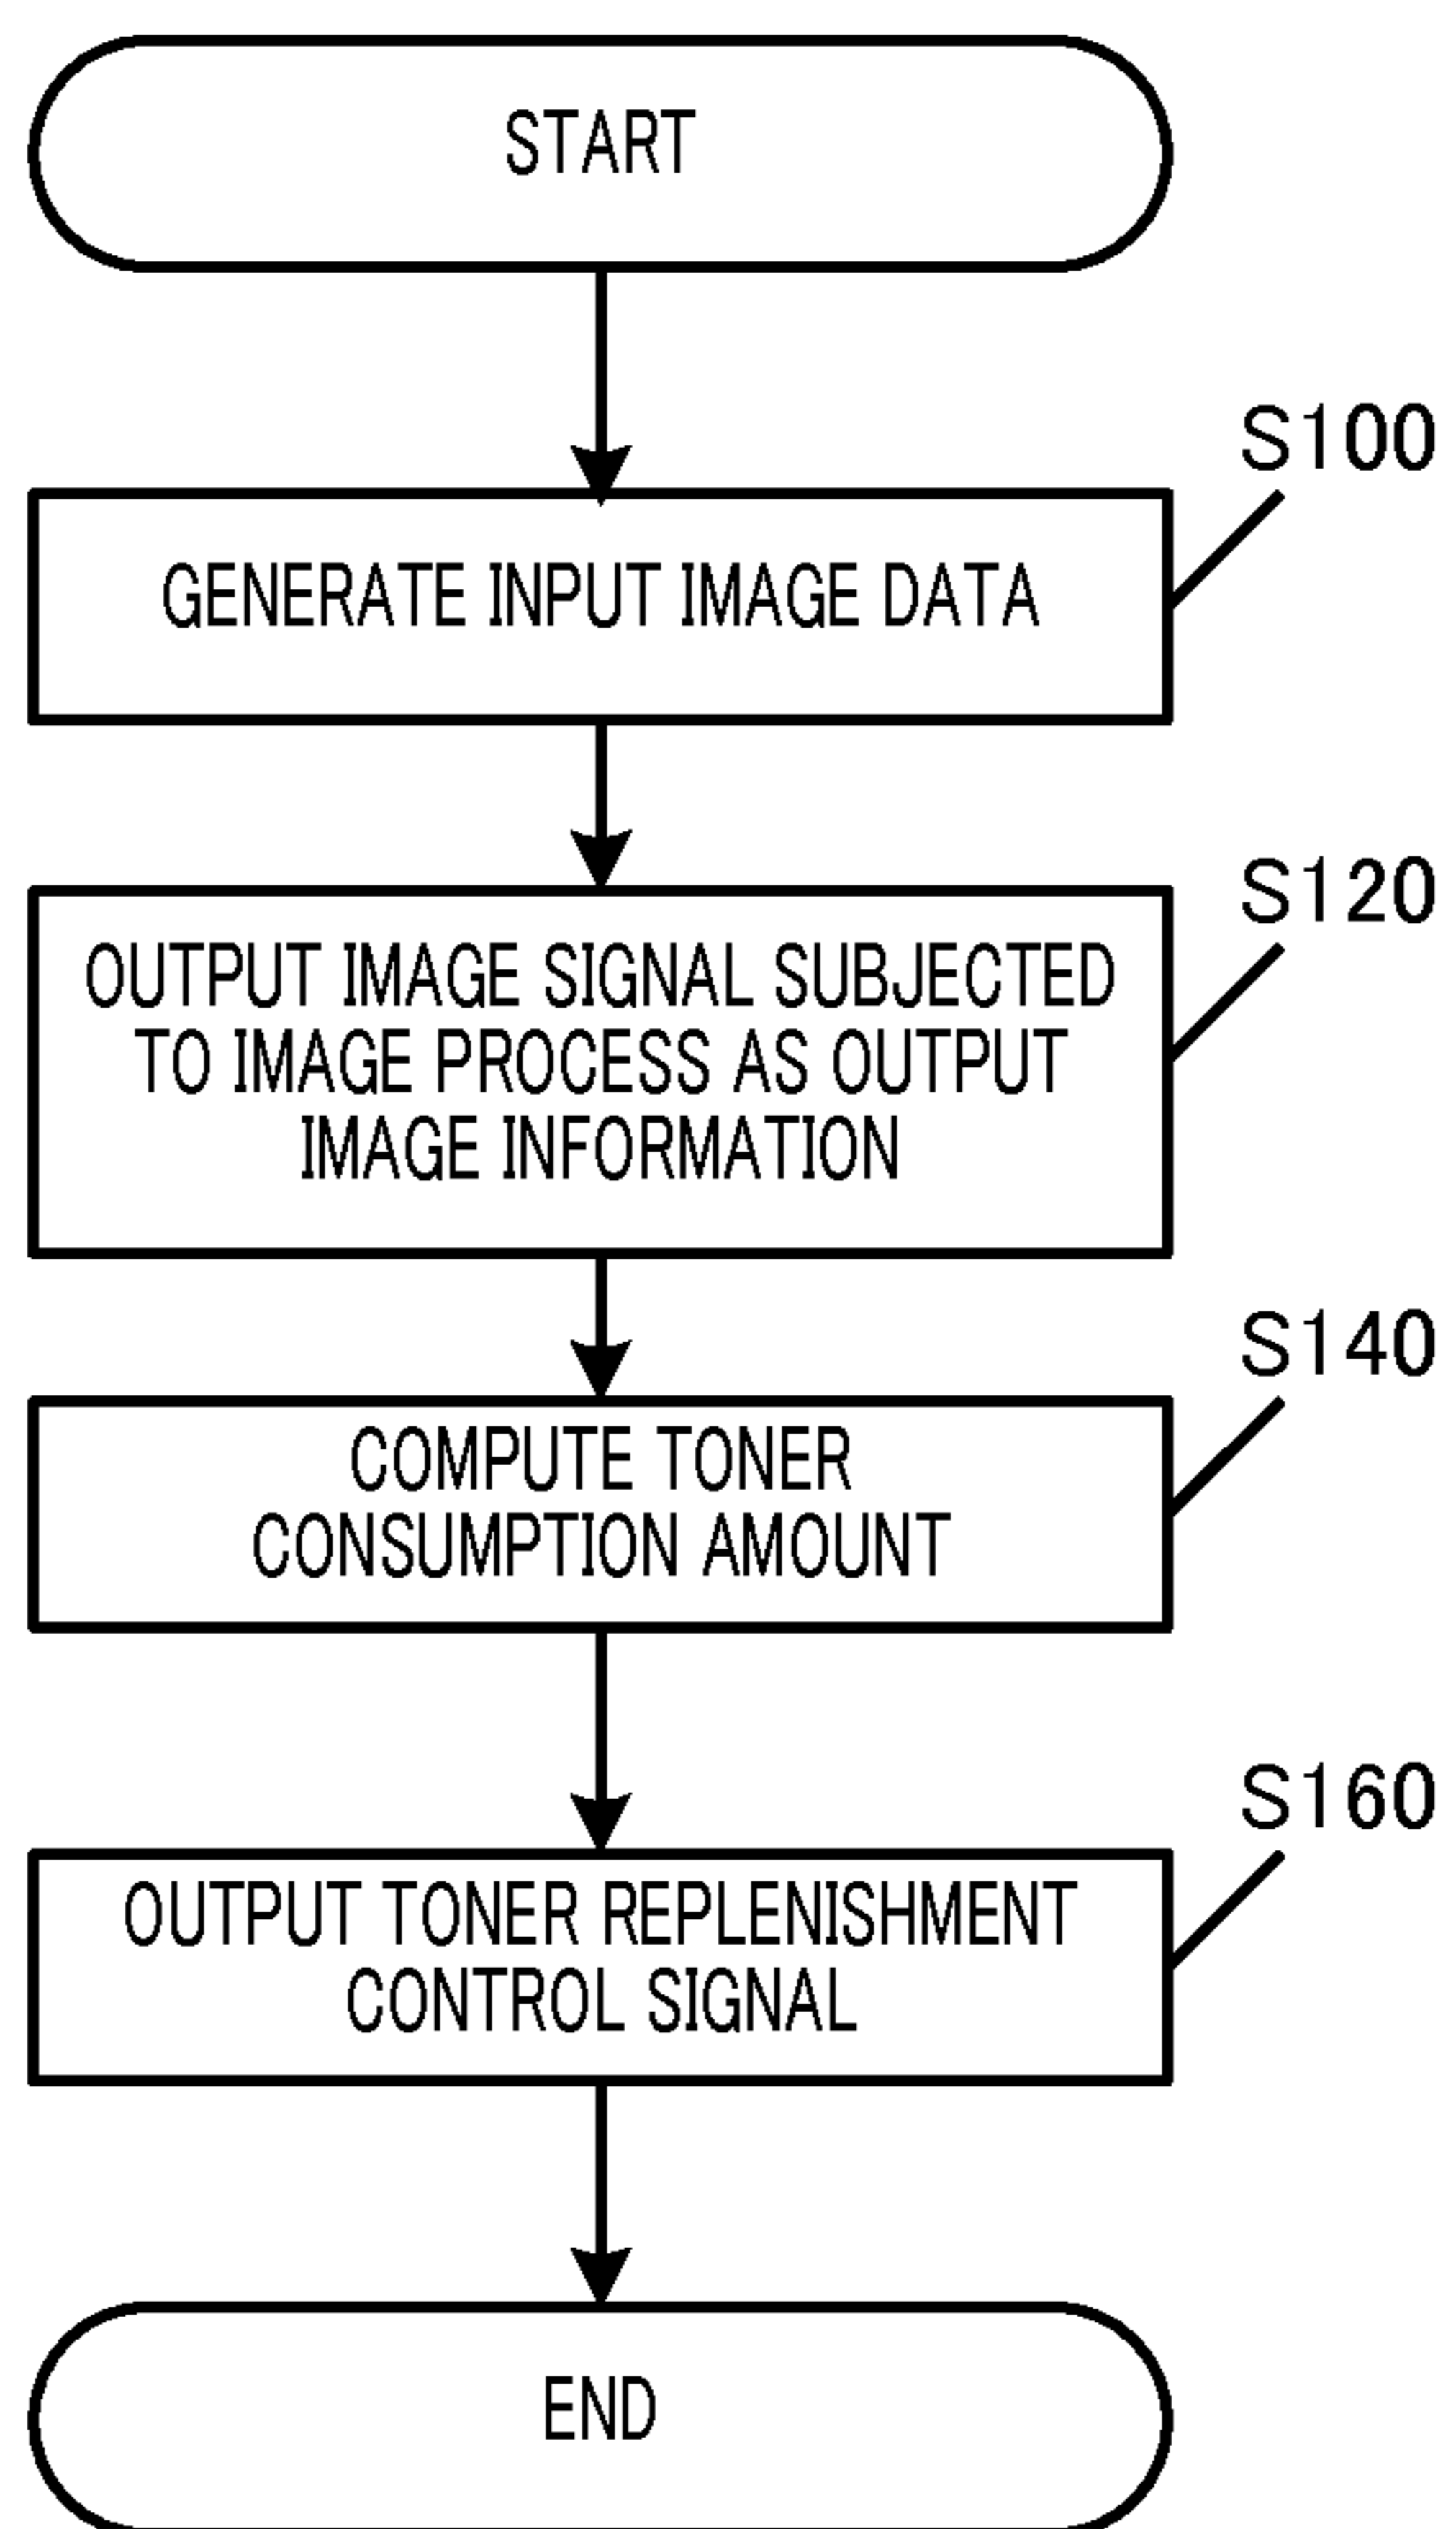 START
S100
GENERATE INPUT IMAGE DATA
S120
OUTPUT IMAGE SIGNAL SUBJECTED
TO IMAGE PROCESS AS OUTPUT
IMAGE INFORMATION
S140
COMPUTE TONER
CONSUMPTION AMOUNT
S160
OUTPUT TONER REPLENISHMENT
CONTROL SIGNAL
END